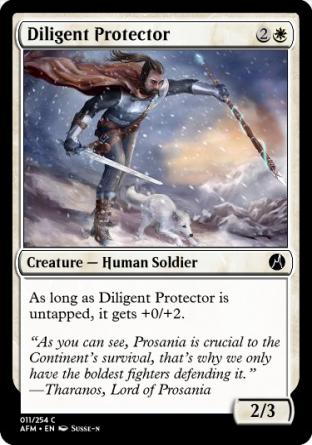 Diligent Protector 2
Creature — Human Soldier
As long as Diligent Protector is
untapped, it gets +0/+2.
“As you can see, Prosania is crucial to the
Continent’s survival, that’s why we only
have the boldest fighters defending it.”
—Tharanos, Lord of Prosania
2/3
011/254 C
AFM • EN Susse-n